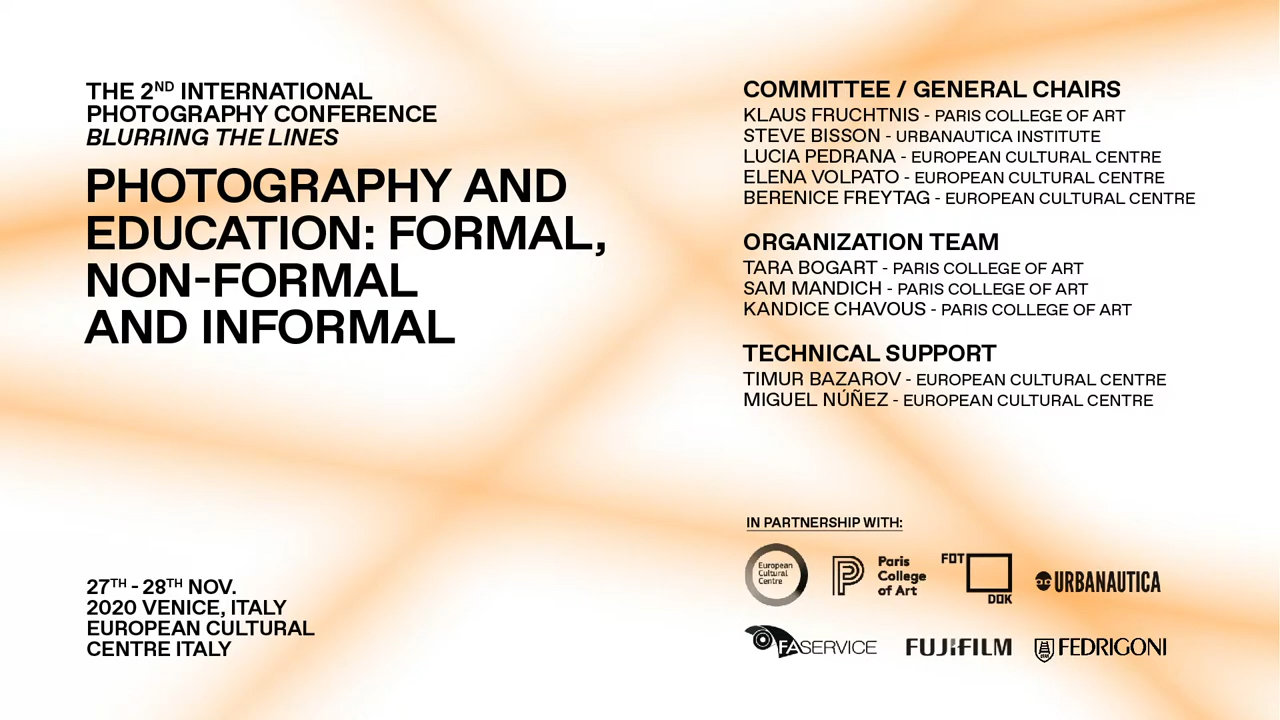 THE 2ND INTERNATIONAL
PHOTOGRAPHY CONFERENCE
BLURRING THE LINES
PHOTOGRAPHY AND
EDUCATION: FORMAL,
NON-FORMAL
AND INFORMAL
27TH - 28TH NOV.
2020 VENICE, ITALY
EUROPEAN CULTURAL
CENTRE ITALY
COMMITTEE / GENERAL CHAIRS
KLAUS FRUCHTNIS - PARIS COLLEGE OF ART
STEVE BISSON - URBANAUTICA INSTITUTE
LUCIA PEDRANA - EUROPEAN CULTURAL CENTRE
ELENA VOLPATO - EUROPEAN CULTURAL CENTRE
BERENICE FREYTAG - EUROPEAN CULTURAL CENTRE
ORGANIZATION TEAM
TARA BOGART - PARIS COLLEGE OF ART
SAM MANDICH - PARIS COLLEGE OF ART
KANDICE CHAVOUS - PARIS COLLEGE OF ART
TECHNICAL SUPPORT
TIMUR BAZAROV - EUROPEAN CULTURAL CENTRE
MIGUEL NÚÑEZ - EUROPEAN CULTURAL CENTRE
IN PARTNERSHIP WITH:
European
Cultural
Centre
Paris
College
of Art
FOT
DOK
URBANAUTICA
FASERVICE
FUJIFILM
FEDRIGONI